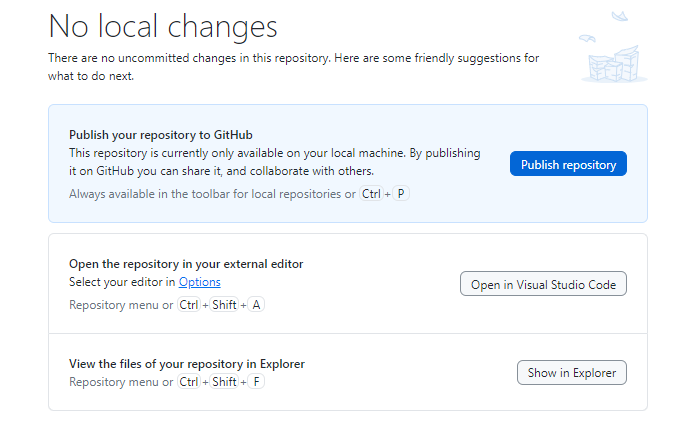 No local changes
There are no uncommitted changes in this repository. Here are some friendly suggestions for
what to do next.
Publish your repository to GitHub
This repository is currently only available on your local machine. By publishing
it on GitHub you can share it, and collaborate with others.
Always available in the toolbar for local repositories or Ctrl + P
Publish repository
Open the repository in your external editor
Select your editor in Options
Repository menu or Ctrl + Shift + A
Open in Visual Studio Code
View the files of your repository in Explorer
Repository menu or Ctrl + Shift + F
Show in Explorer